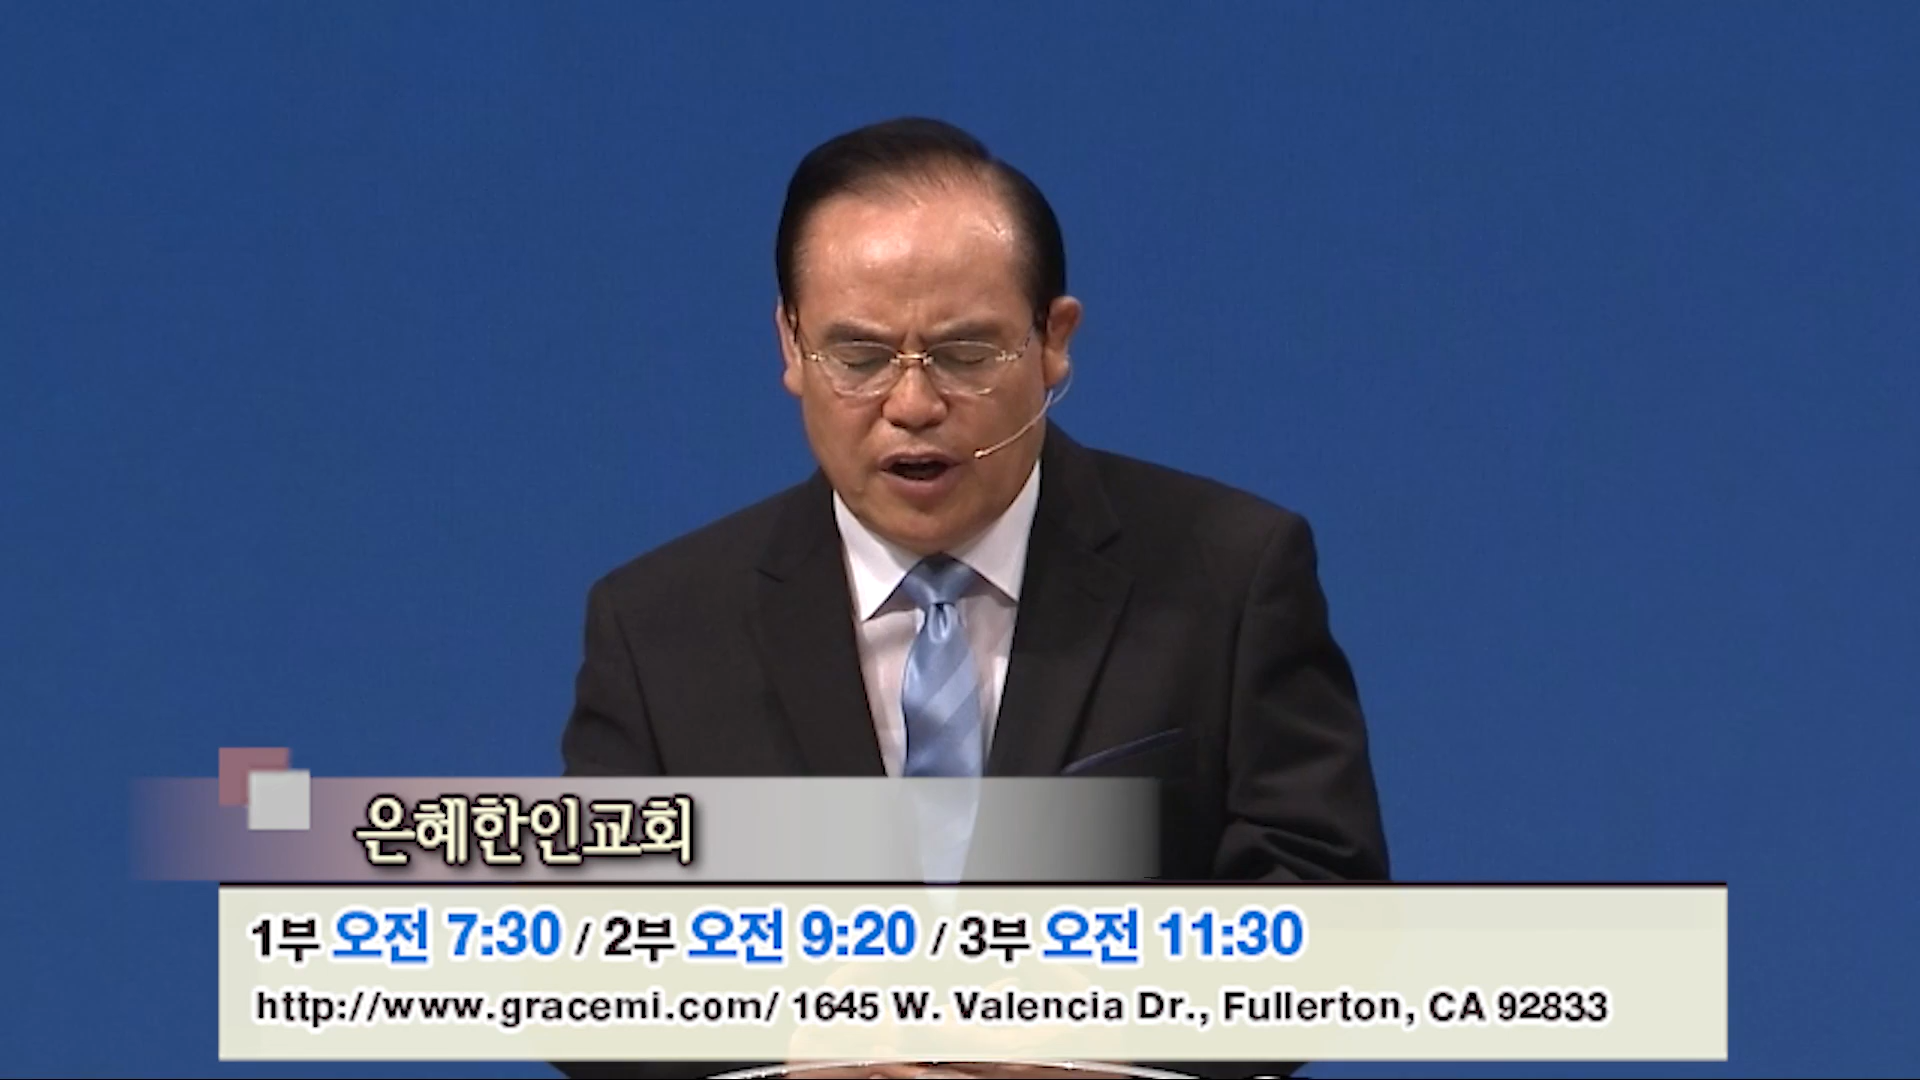 은혜한인교회
1부 오전 7:30 / 2부 오전 9:20 / 3부 오전 11:30
http://www.gracemi.com/ 1645 W. Valencia Dr., Fullerton, CA 92833